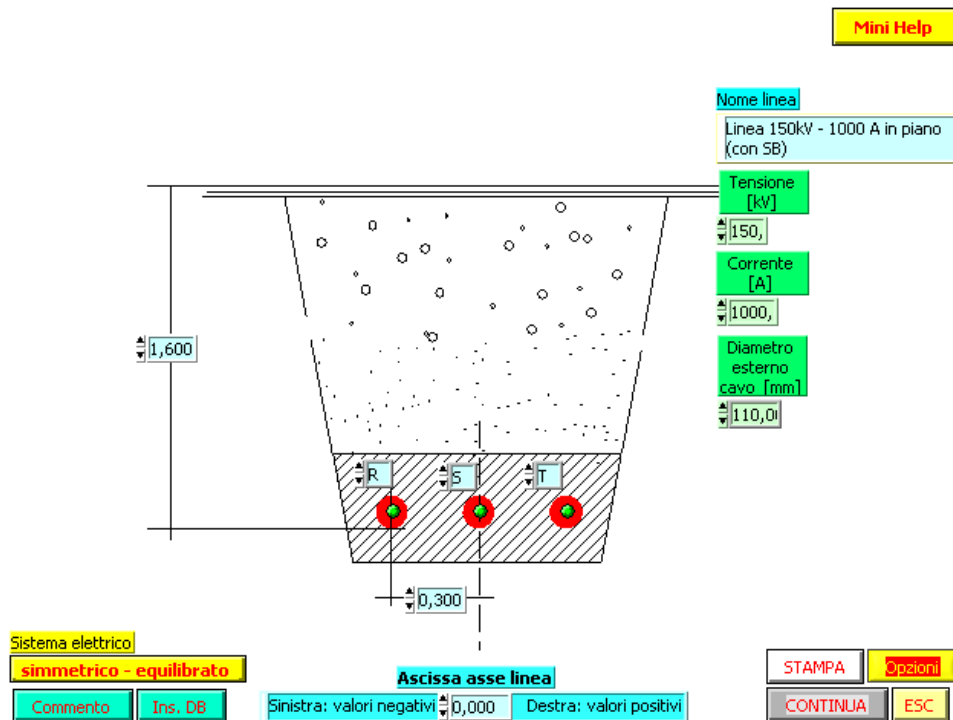 Mini Help
Nome linea
Linea 150kV - 1000 A in piano
(con SB)
Tensione
[kV]
150,
Corrente
[A]
1000,
Diametro
esterno
cavo [mm]
110,0
1,600
R
S
T
0,300
Sistema elettrico
simmetrico - equilibrato
Commento
Ins. DB
Ascissa asse linea
Sinistra: valori negativi
0,000
Destra: valori positivi
STAMPA
Opzioni
CONTINUA
ESC